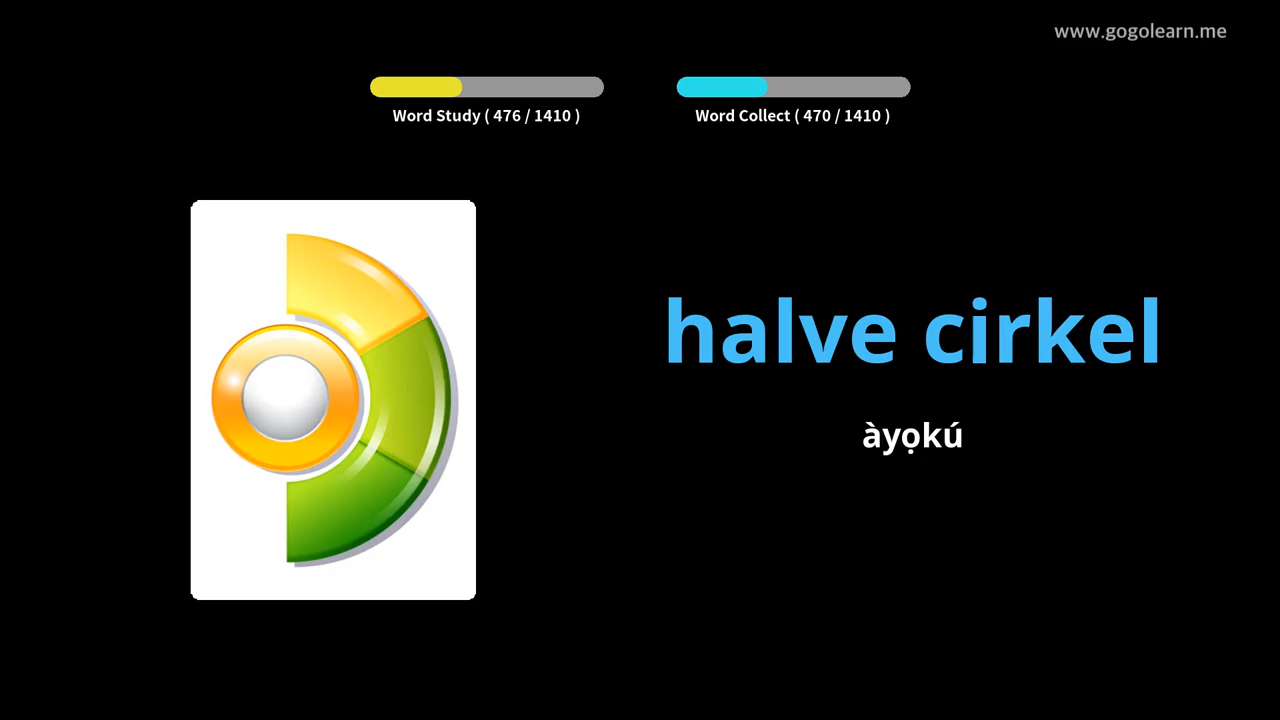 www.gogolearn.me
Word Study ( 476 / 1410 )
Word Collect ( 470 / 1410 )
halve cirkel
àyọkú